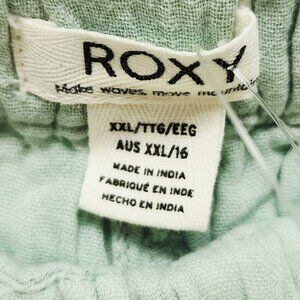 ROXY
Make waves, move mountains
XXL/TTG/EEG
AUS XXL/16
MADE IN INDIA
FABRIQUÉ EN INDE
HECHO EN INDIA